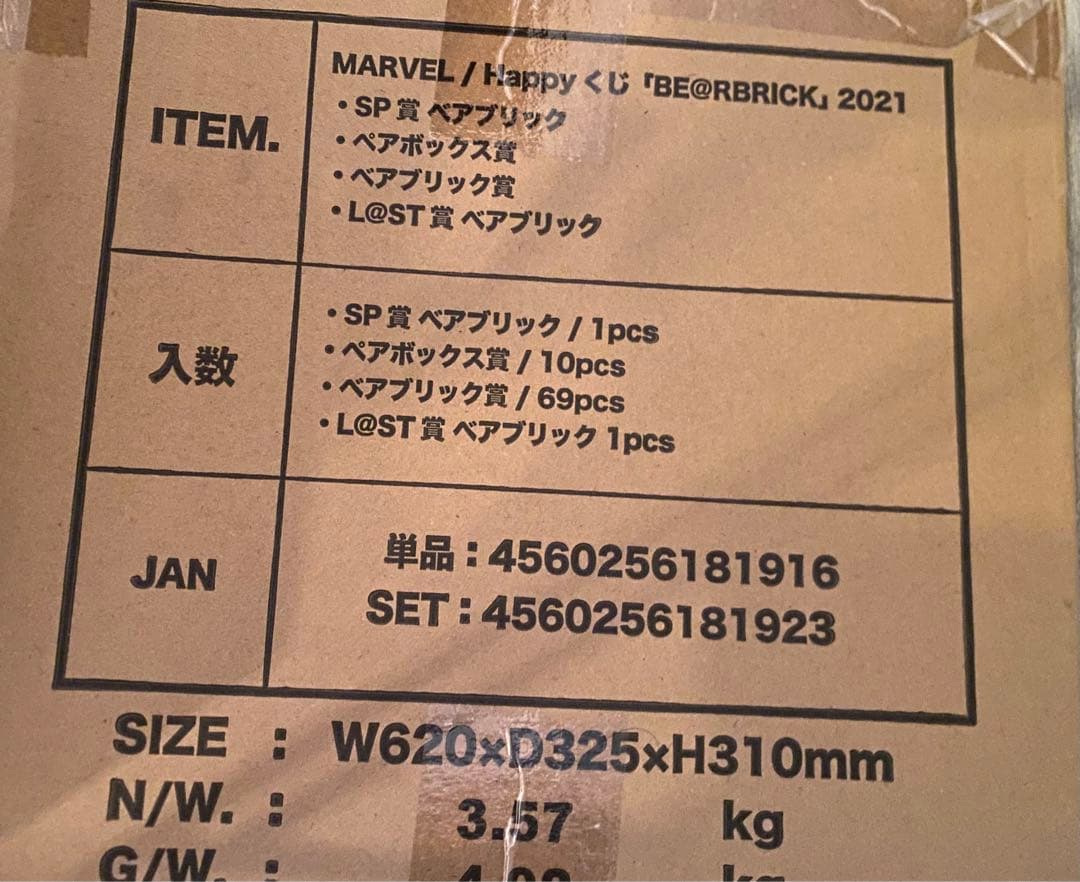 ITEM.
MARVEL / Happyくじ「BE@RBRICK」2021
・SP賞 ベアブリック
・ペアボックス賞
・ベアブリック賞
・L@ST賞 ベアブリック
入数
・SP賞 ベアブリック / 1pcs
・ペアボックス賞 / 10pcs
・ベアブリック賞 / 69pcs
・L@ST賞 ベアブリック 1pcs
JAN
単品：4560256181916
SET：4560256181923
SIZE : W620×D325×H310mm
N/W. : 3.57 kg
G/W. : kg